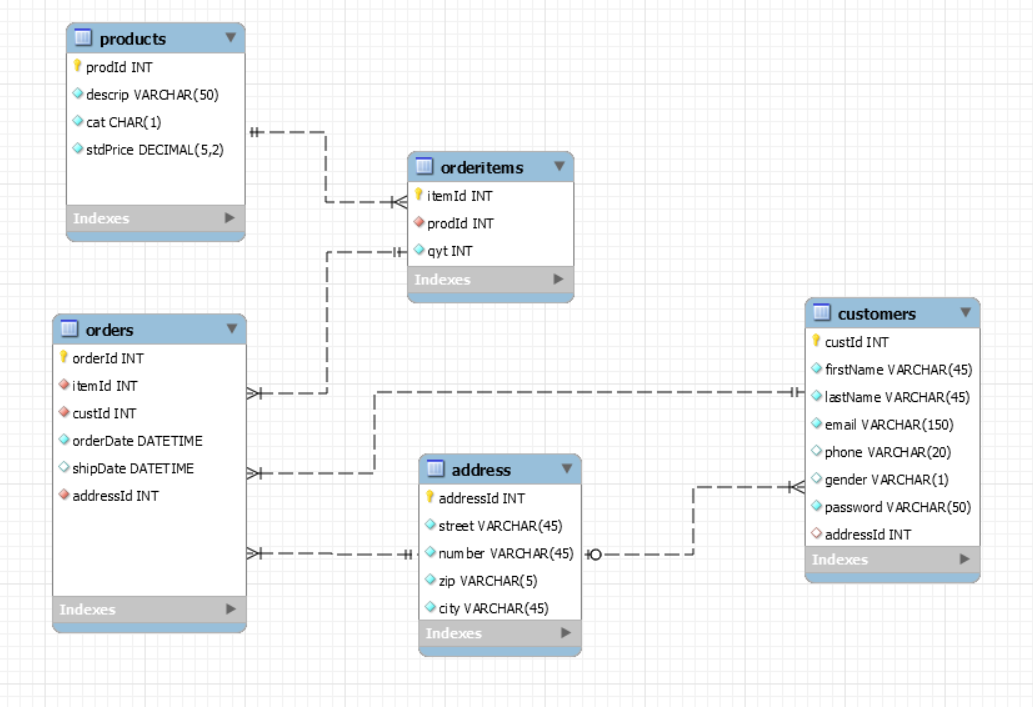 products
prodId INT
descrip VARCHAR(50)
cat CHAR(1)
stdPrice DECIMAL(5,2)
Indexes
orderitems
itemId INT
prodId INT
qyt INT
Indexes
orders
orderId INT
itemId INT
custId INT
orderDate DATETIME
shipDate DATETIME
addressId INT
Indexes
address
addressId INT
street VARCHAR(45)
number VARCHAR(45)
zip VARCHAR(5)
city VARCHAR(45)
Indexes
customers
custId INT
firstName VARCHAR(45)
lastName VARCHAR(45)
email VARCHAR(150)
phone VARCHAR(20)
gender VARCHAR(1)
password VARCHAR(50)
addressId INT
Indexes